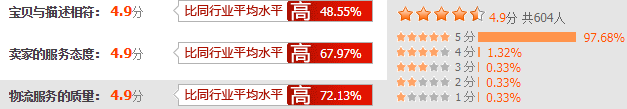 宝贝与描述相符： 4.9分 比同行业平均水平 高 48.55%
卖家的服务态度： 4.9分 比同行业平均水平 高 67.97%
物流服务的质量： 4.9分 比同行业平均水平 高 72.13%
4.9分 共604人
5分 97.68%
4分 1.32%
3分 0.33%
2分 0.33%
1分 0.33%